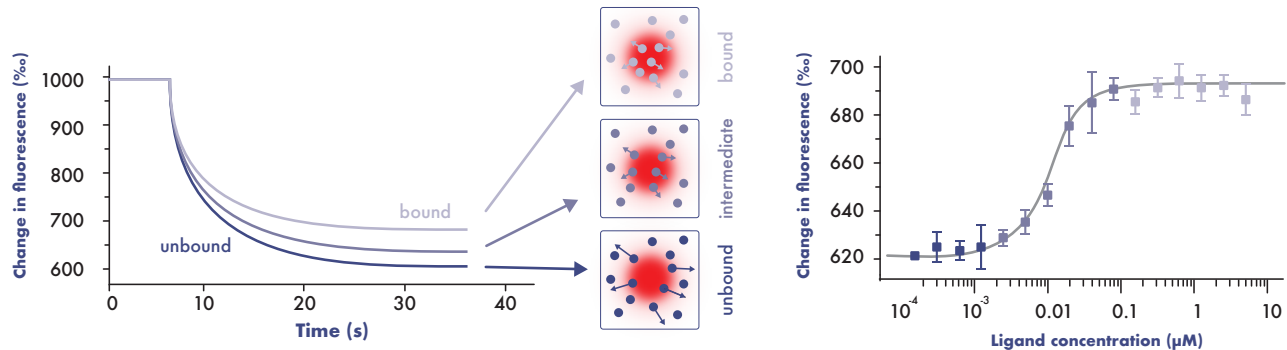 Change in fluorescence (‰)
1000
900
800
700
600
bound
unbound
0
10
20
30
40
Time (s)
bound
intermediate
unbound
Change in fluorescence (‰)
700
680
660
640
620
10⁻⁴
10⁻³
0.01
0.1
1
10
Ligand concentration (µM)